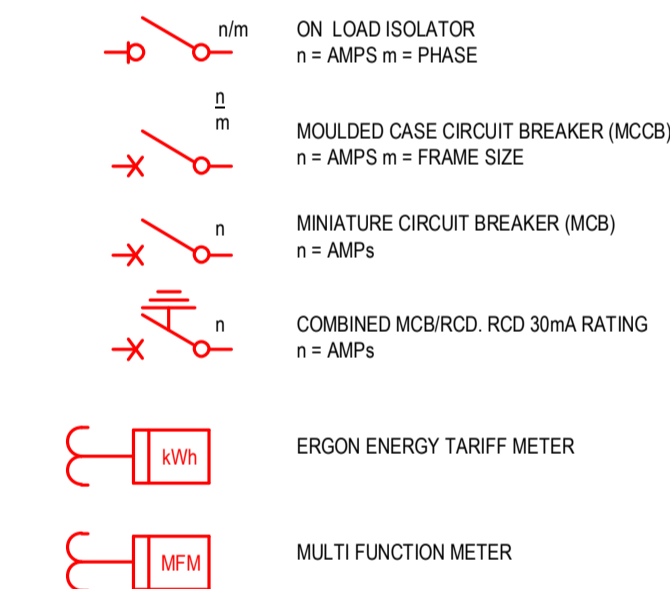 n/m
ON LOAD ISOLATOR
n = AMPS m = PHASE
n
m
MOULDED CASE CIRCUIT BREAKER (MCCB)
n = AMPS m = FRAME SIZE
n
MINIATURE CIRCUIT BREAKER (MCB)
n = AMPs
n
COMBINED MCB/RCD. RCD 30mA RATING
n = AMPs
kWh
ERGON ENERGY TARIFF METER
MFM
MULTI FUNCTION METER